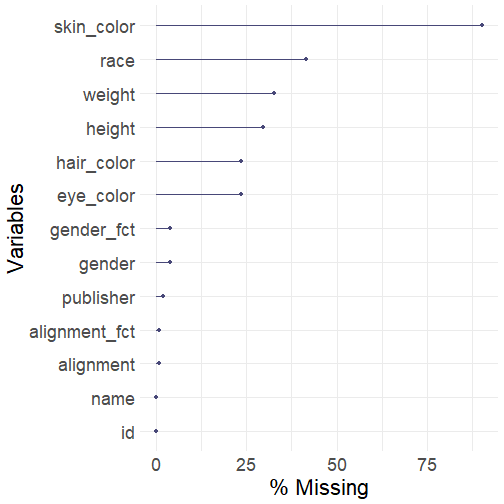 skin_color
race
weight
height
hair_color
eye_color
gender_fct
gender
publisher
alignment_fct
alignment
name
id
Variables
0 25 50 75
% Missing